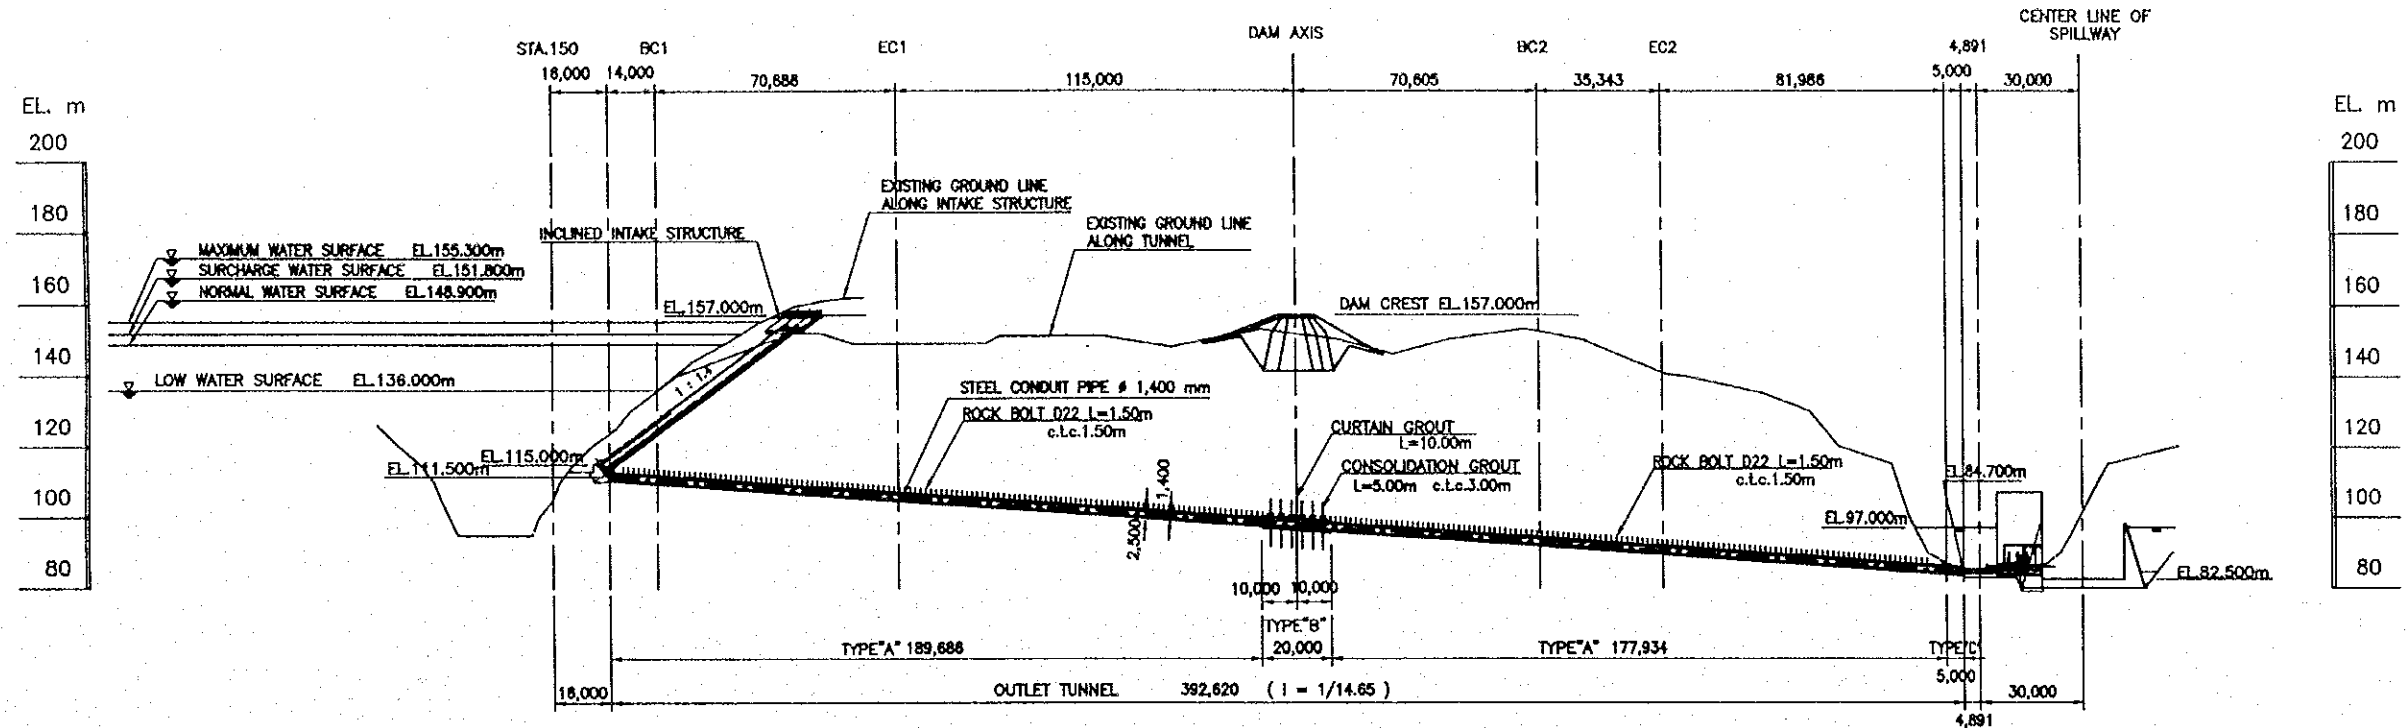 CENTER LINE OF
SPILLWAY
DAM AXIS
STA.150
BC1
EC1
BC2
EC2
4,891
16,000
14,000
70,688
115,000
70,605
35,343
81,986
5,000
30,000
EL. m
EL. m
200
180
160
140
120
100
80
200
180
160
140
120
100
80
EXISTING GROUND LINE
ALONG INTAKE STRUCTURE
INCLINED INTAKE STRUCTURE
EXISTING GROUND LINE
ALONG TUNNEL
MAXIMUM WATER SURFACE EL.155.300m
SURCHARGE WATER SURFACE EL.151.800m
NORMAL WATER SURFACE EL.148.900m
EL.157.000m
DAM CREST EL.157.000m
LOW WATER SURFACE EL.136.000m
1 : 1.4
STEEL CONDUIT PIPE ø 1,400 mm
ROCK BOLT D22 L=1.50m
c.t.c.1.50m
CURTAIN GROUT
L=10.00m
CONSOLIDATION GROUT
L=5.00m c.t.c.3.00m
ROCK BOLT D22 L=1.50m
c.t.c.1.50m
EL.115.000m
EL.111.500m
1,400
2,500
EL.84.700m
EL.97.000m
EL.82.500m
10,000
10,000
TYPE"B"
TYPE"A" 189,686
20,000
TYPE"A" 177,934
TYPE"C"
5,000
16,000
OUTLET TUNNEL 392,620 ( I = 1/14.65 )
30,000
4,891